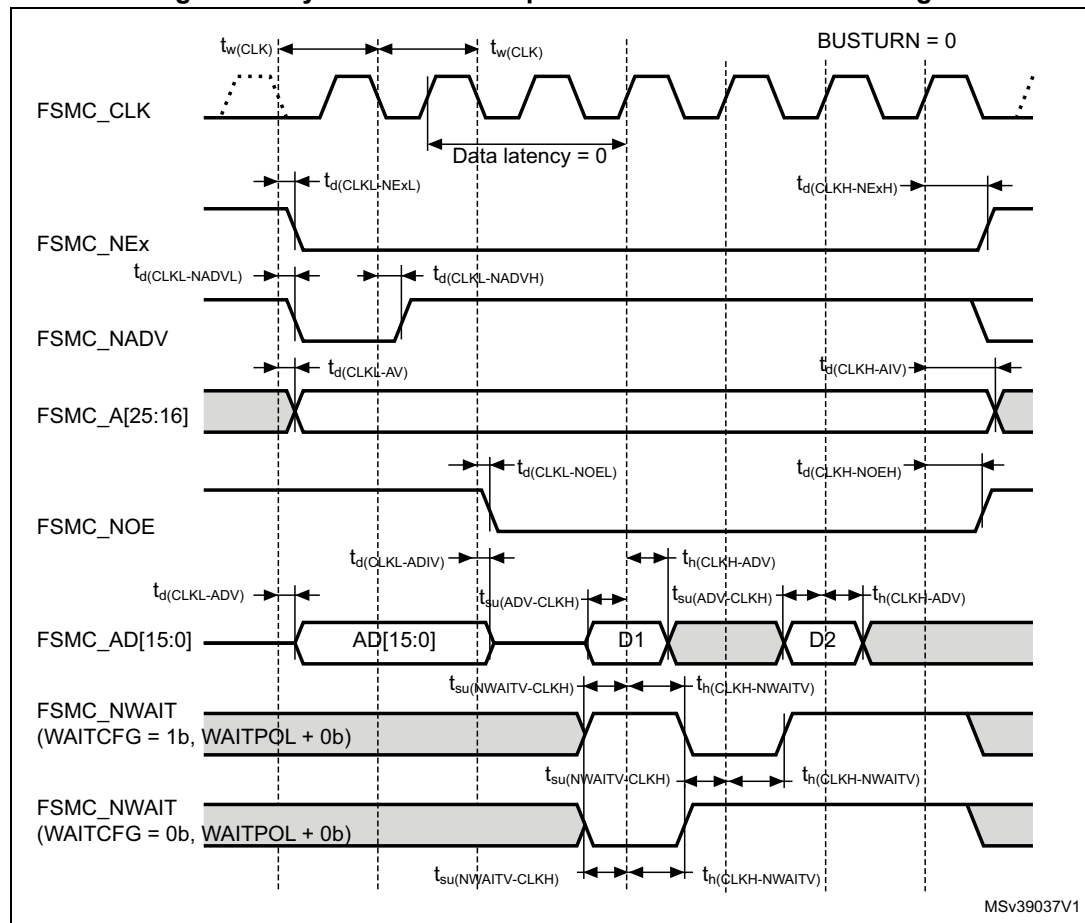 tw(CLK) tw(CLK) BUSTURN = 0
FSMC_CLK
Data latency = 0
td(CLKL-NExL) td(CLKH-NExH)
FSMC_NEx
td(CLKL-NADVL) td(CLKL-NADVH)
FSMC_NADV
td(CLKL-AV) td(CLKH-AIV)
FSMC_A[25:16]
td(CLKL-NOEL) td(CLKH-NOEH)
FSMC_NOE
td(CLKL-ADIV) th(CLKH-ADV)
td(CLKL-ADV) tsu(ADV-CLKH) tsu(ADV-CLKH) th(CLKH-ADV)
FSMC_AD[15:0] AD[15:0] D1 D2
tsu(NWAITV-CLKH) th(CLKH-NWAITV)
FSMC_NWAIT
(WAITCFG = 1b, WAITPOL + 0b)
tsu(NWAITV-CLKH) th(CLKH-NWAITV)
FSMC_NWAIT
(WAITCFG = 0b, WAITPOL + 0b)
tsu(NWAITV-CLKH) th(CLKH-NWAITV)
MSv39037V1